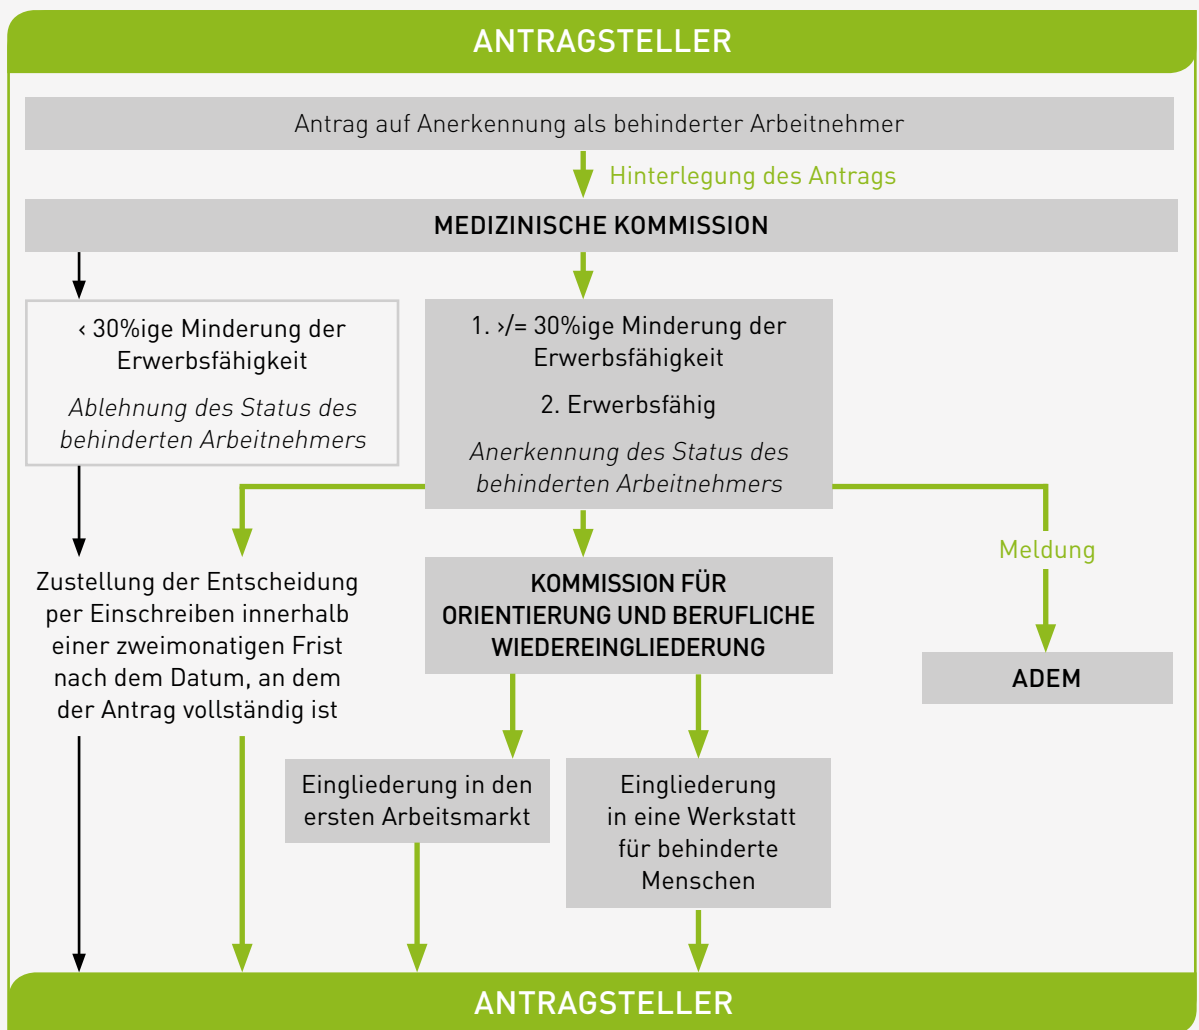 ANTRAGSTELLER
Antrag auf Anerkennung als behinderter Arbeitnehmer
Hinterlegung des Antrags
MEDIZINISCHE KOMMISSION
‹ 30%ige Minderung der
Erwerbsfähigkeit
Ablehnung des Status des
behinderten Arbeitnehmers
1. ›/= 30%ige Minderung der
Erwerbsfähigkeit
2. Erwerbsfähig
Anerkennung des Status des
behinderten Arbeitnehmers
Zustellung der Entscheidung
per Einschreiben innerhalb
einer zweimonatigen Frist
nach dem Datum, an dem
der Antrag vollständig ist
KOMMISSION FÜR
ORIENTIERUNG UND BERUFLICHE
WIEDEREINGLIEDERUNG
Meldung
ADEM
Eingliederung in den
ersten Arbeitsmarkt
Eingliederung
in eine Werkstatt
für behinderte
Menschen
ANTRAGSTELLER